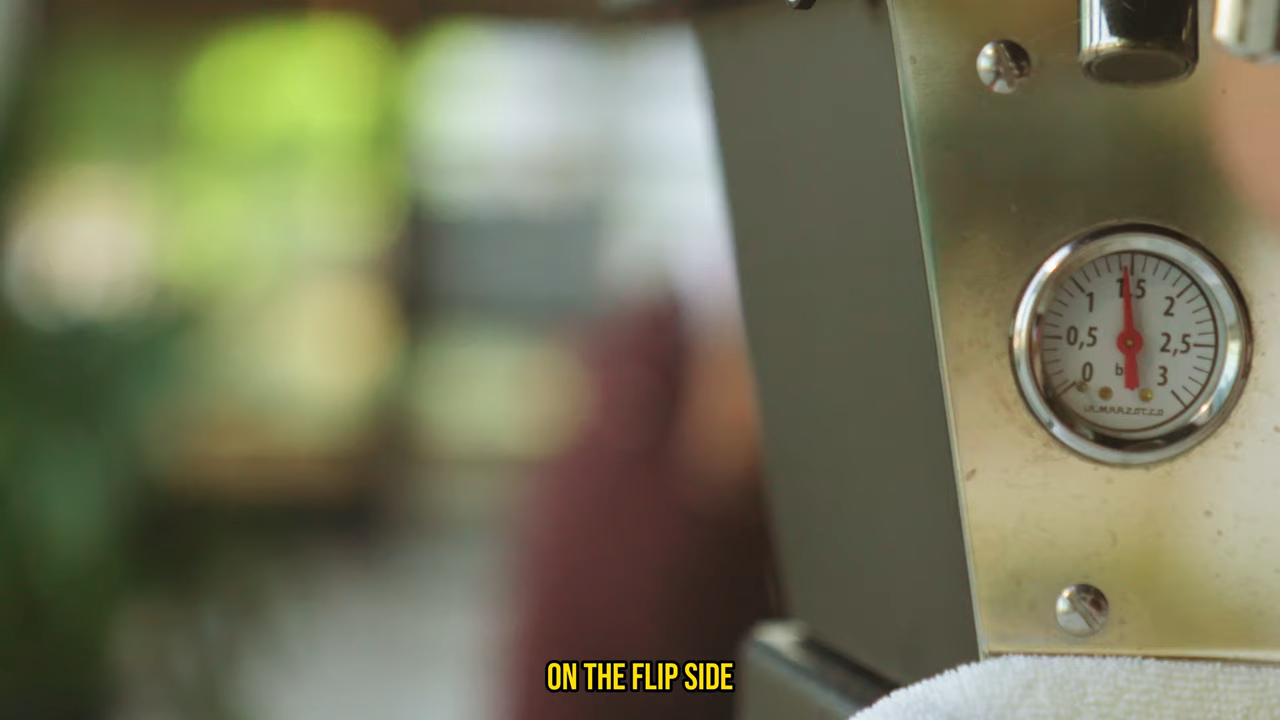 1,5
1 2
0,5 2,5
0 b 3
LA MARZOCCO
ON THE FLIP SIDE